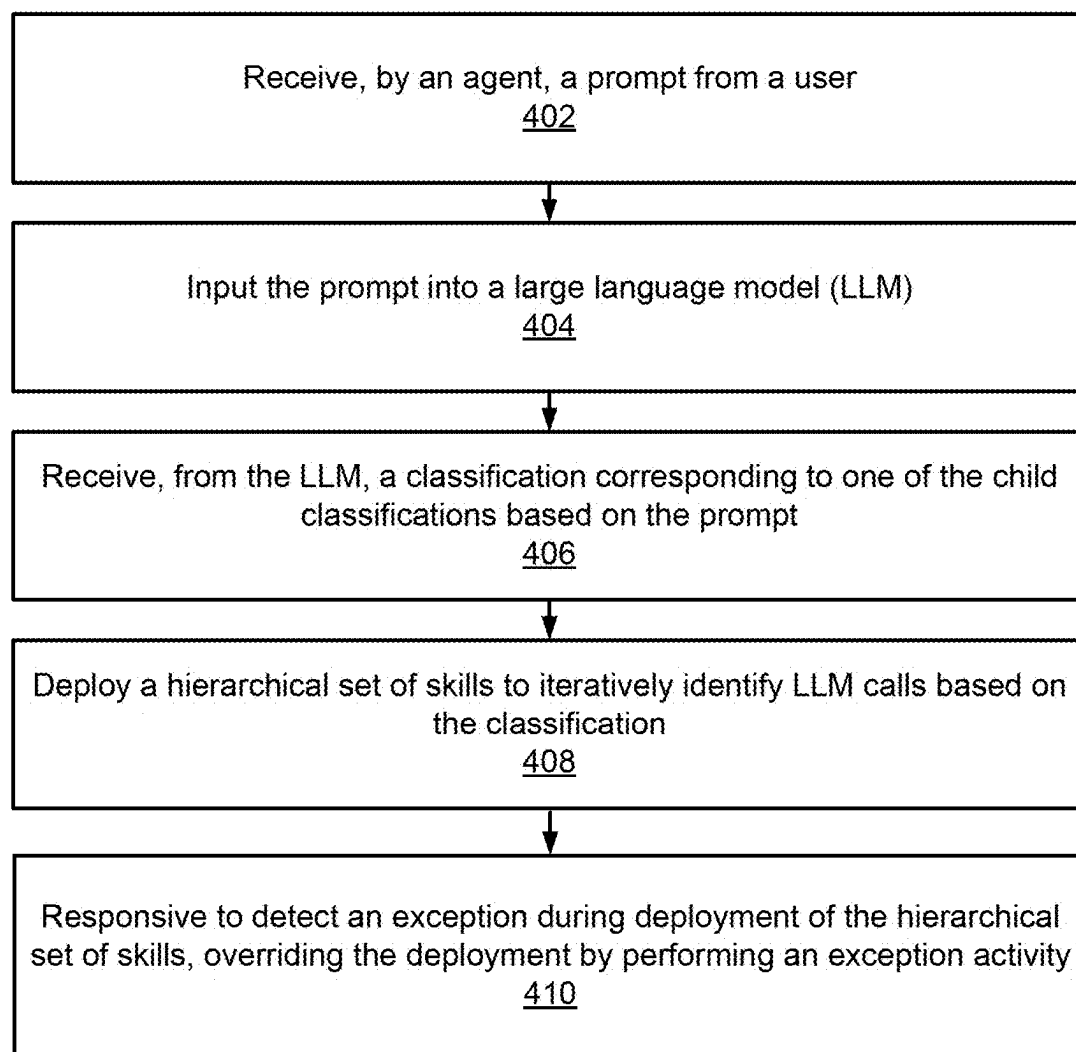 Receive, by an agent, a prompt from a user
402
Input the prompt into a large language model (LLM)
404
Receive, from the LLM, a classification corresponding to one of the child
classifications based on the prompt
406
Deploy a hierarchical set of skills to iteratively identify LLM calls based on
the classification
408
Responsive to detect an exception during deployment of the hierarchical
set of skills, overriding the deployment by performing an exception activity
410